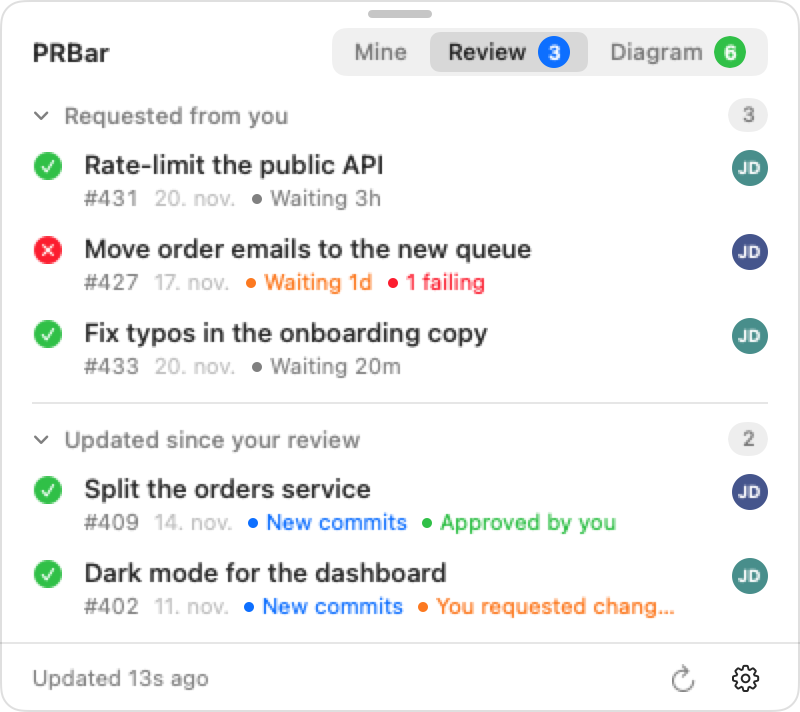 PRBar
Mine Review 3 Diagram 6
Requested from you 3
Rate-limit the public API JD
#431 20. nov. Waiting 3h
Move order emails to the new queue JD
#427 17. nov. Waiting 1d 1 failing
Fix typos in the onboarding copy JD
#433 20. nov. Waiting 20m
Updated since your review 2
Split the orders service JD
#409 14. nov. New commits Approved by you
Dark mode for the dashboard JD
#402 11. nov. New commits You requested chang...
Updated 13s ago